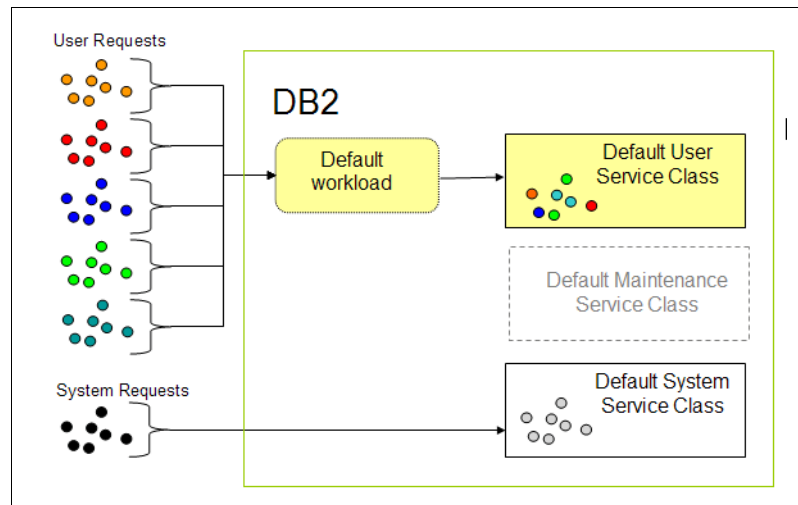 User Requests
DB2
Default
workload
Default User
Service Class
Default Maintenance
Service Class
System Requests
Default System
Service Class